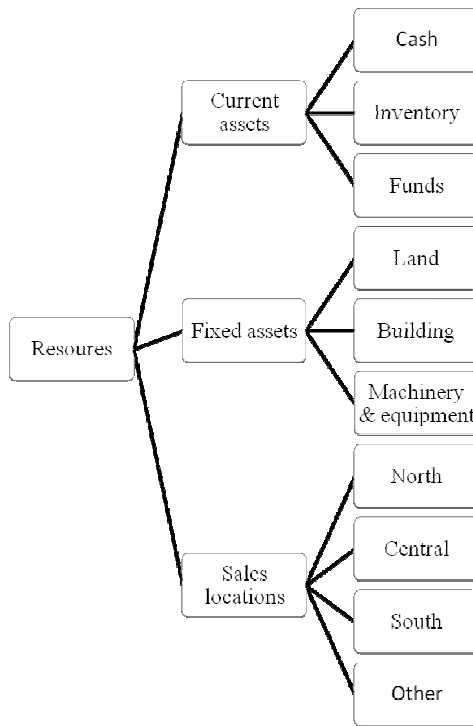 Resoures
Current
assets
Cash
Inventory
Funds
Fixed assets
Land
Building
Machinery
& equipment
Sales
locations
North
Central
South
Other